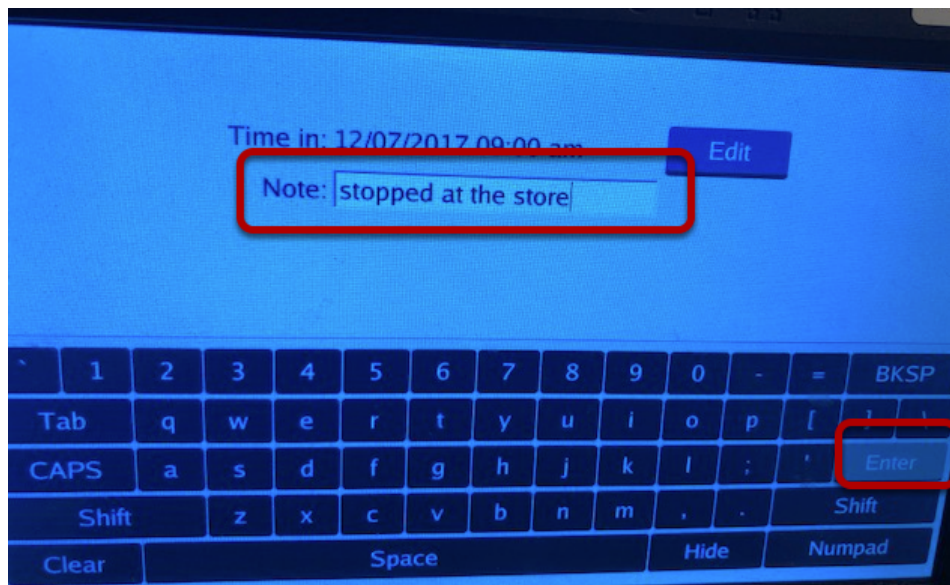 Time in: 12/07/2017 09:00 am
Edit
Note: stopped at the store
` 1 2 3 4 5 6 7 8 9 0 - = BKSP
Tab q w e r t y u i o p [ ] \
CAPS a s d f g h j k l ; ' Enter
Shift z x c v b n m , . Shift
Clear Space Hide Numpad